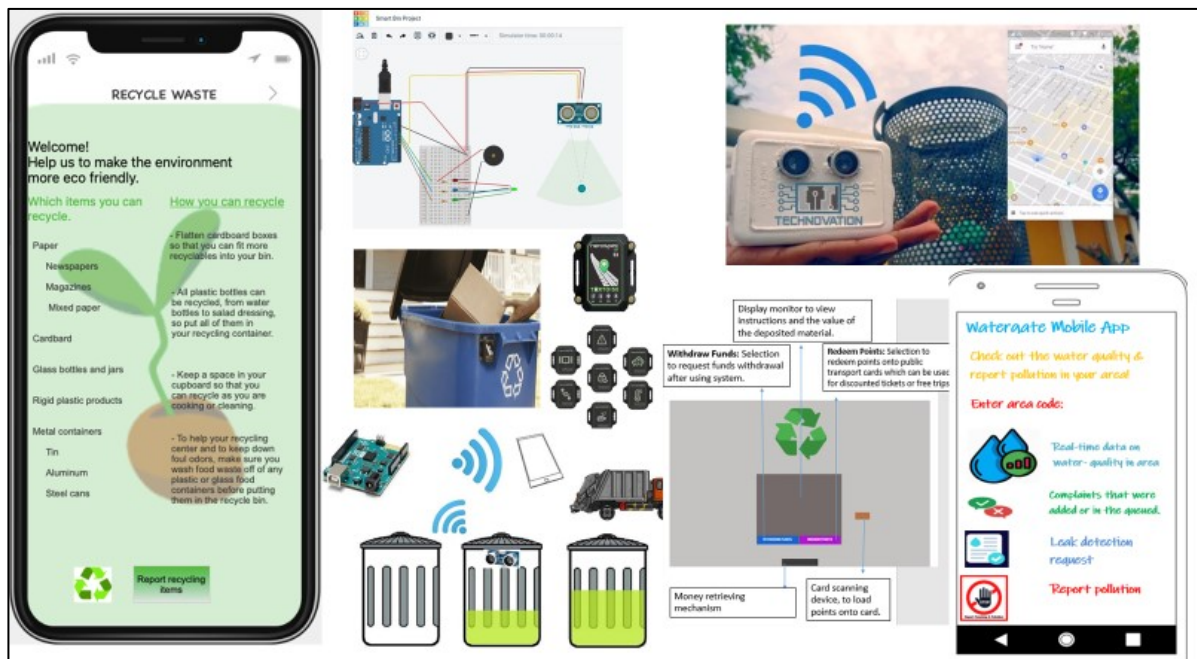 RECYCLE WASTE
Welcome!
Help us to make the environment
more eco friendly.
Which items you can
recycle.
Paper
Newspapers
Magazines
Mixed paper
Cardbard
Glass bottles and jars
Rigid plastic products
Metal containers
Tin
Aluminum
Steel cans
How you can recycle
- Flatten cardboard boxes
so that you can fit more
recyclables into your bin.
- All plastic bottles can
be recycled, from water
bottles to salad dressing,
so put all of them in
your recycling container.
- Keep a space in your
cupboard so that you
can recycle as you are
cooking or cleaning.
- To help your recycling
center and to keep down
foul odors, make sure you
wash food waste off of any
plastic or glass food
containers before putting
them in the recycle bin.
Report recycling
items
Smart Bin Project
Simulator time: 00:00:14
TECHNOVATION
Display monitor to view
instructions and the value of
the deposited material.
Withdraw Funds: Selection
to request funds withdrawal
after using system.
Redeem Points: Selection to
redeem points onto public
transport cards which can be used
for discounted tickets or free trips
Money retrieving
mechanism
Card scanning
device, to load
points onto card.
Watergate Mobile App
Check out the water quality &
report pollution in your area!
Enter area code:
Real-time data on
water-quality in area
Complaints that were
added or in the queued.
Leak detection
request
Report pollution